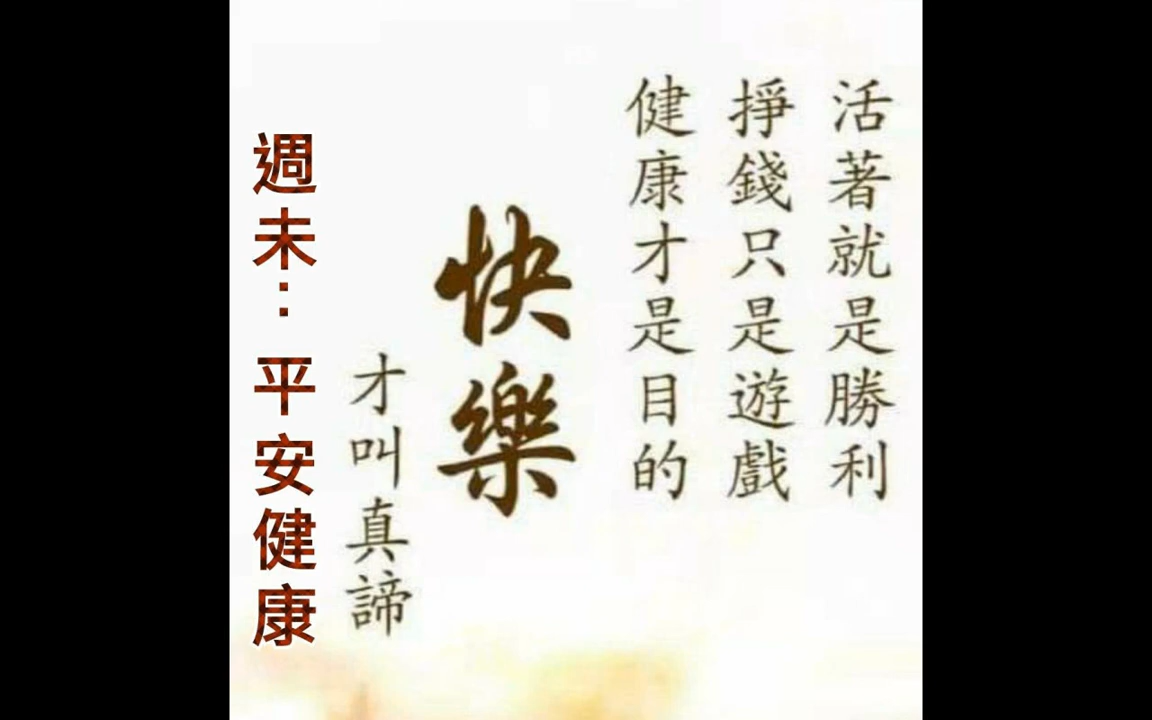 活著就是勝利
掙錢只是遊戲
健康才是目的
快樂
才叫真諦
週未： 平安健康